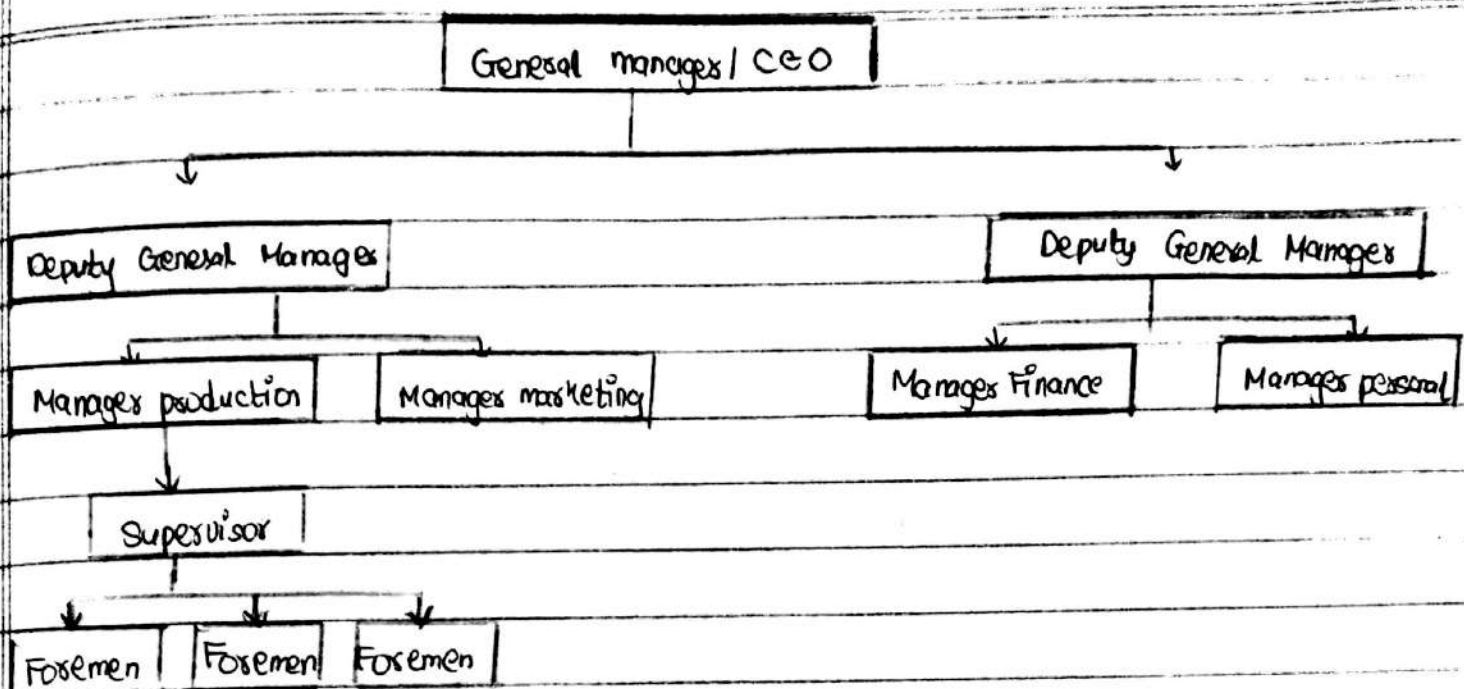 General manager/ CEO
Deputy General Manager
Deputy General Manager
Manager production
Manager marketing
Manager Finance
Manager personal
Supervisor
Foremen
Foremen
Foremen